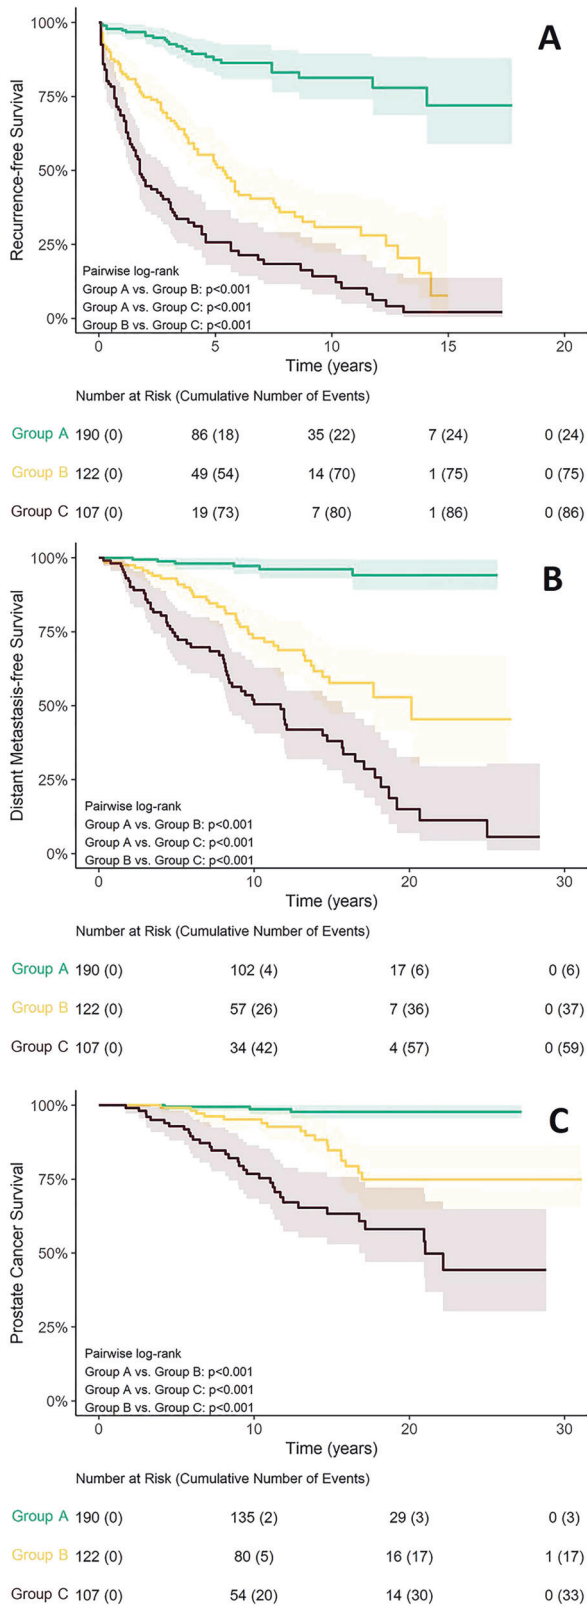 A
100%
75%
50%
25%
0%
Recurrence-free Survival
Pairwise log-rank
Group A vs. Group B: p<0.001
Group A vs. Group C: p<0.001
Group B vs. Group C: p<0.001
0 5 10 15 20
Time (years)
Number at Risk (Cumulative Number of Events)
Group A 190 (0) 86 (18) 35 (22) 7 (24) 0 (24)
Group B 122 (0) 49 (54) 14 (70) 1 (75) 0 (75)
Group C 107 (0) 19 (73) 7 (80) 1 (86) 0 (86)
B
100%
75%
50%
25%
0%
Distant Metastasis-free Survival
Pairwise log-rank
Group A vs. Group B: p<0.001
Group A vs. Group C: p<0.001
Group B vs. Group C: p<0.001
0 10 20 30
Time (years)
Number at Risk (Cumulative Number of Events)
Group A 190 (0) 102 (4) 17 (6) 0 (6)
Group B 122 (0) 57 (26) 7 (36) 0 (37)
Group C 107 (0) 34 (42) 4 (57) 0 (59)
C
100%
75%
50%
25%
0%
Prostate Cancer Survival
Pairwise log-rank
Group A vs. Group B: p<0.001
Group A vs. Group C: p<0.001
Group B vs. Group C: p<0.001
0 10 20 30
Time (years)
Number at Risk (Cumulative Number of Events)
Group A 190 (0) 135 (2) 29 (3) 0 (3)
Group B 122 (0) 80 (5) 16 (17) 1 (17)
Group C 107 (0) 54 (20) 14 (30) 0 (33)